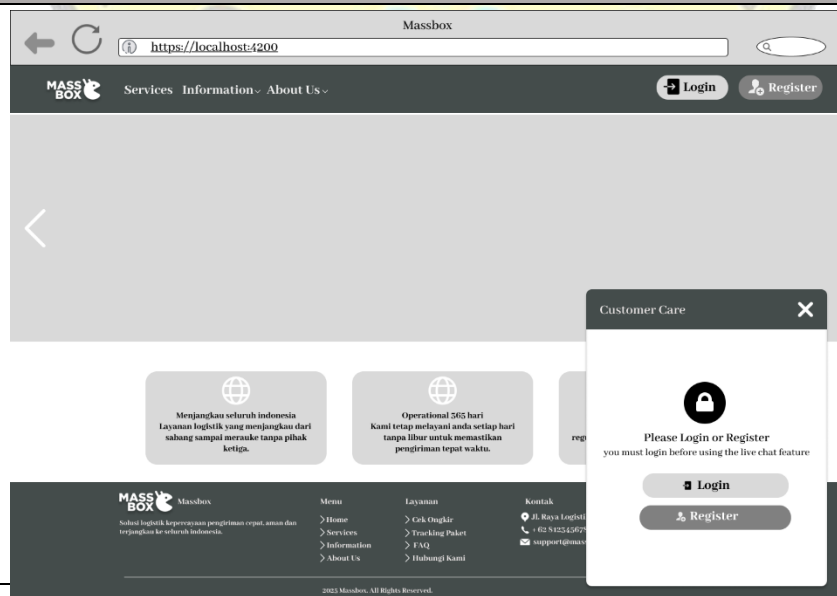 Massbox
https://localhost:4200
MASS BOX
Services Information About Us
Login
Register
Customer Care
Menjangkau seluruh indonesia
Layanan logistik yang menjangkau dari
sabang sampai merauke tanpa pihak
ketiga.
Operational 365 hari
Kami tetap melayani anda setiap hari
tanpa libur untuk memastikan
pengiriman tepat waktu.
Please Login or Register
you must login before using the live chat feature
Login
Register
MASS BOX
Massbox
Solusi logistik kepercayaan pengiriman cepat, aman dan
terjangkau ke seluruh indonesia.
Menu
Home
Services
Information
About Us
Layanan
Cek Ongkir
Tracking Paket
FAQ
Hubungi Kami
Kontak
Jl. Raya
2025 Massbox, All Rights Reserved.